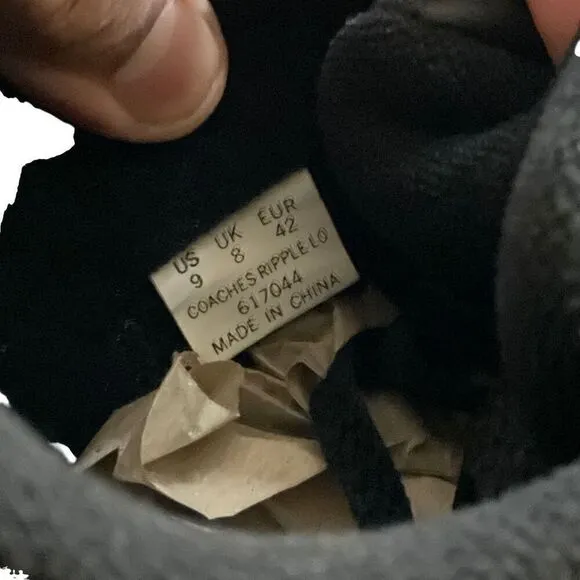 US UK EUR
9 8 42
COACHES RIPPLE LO
617044
MADE IN CHINA